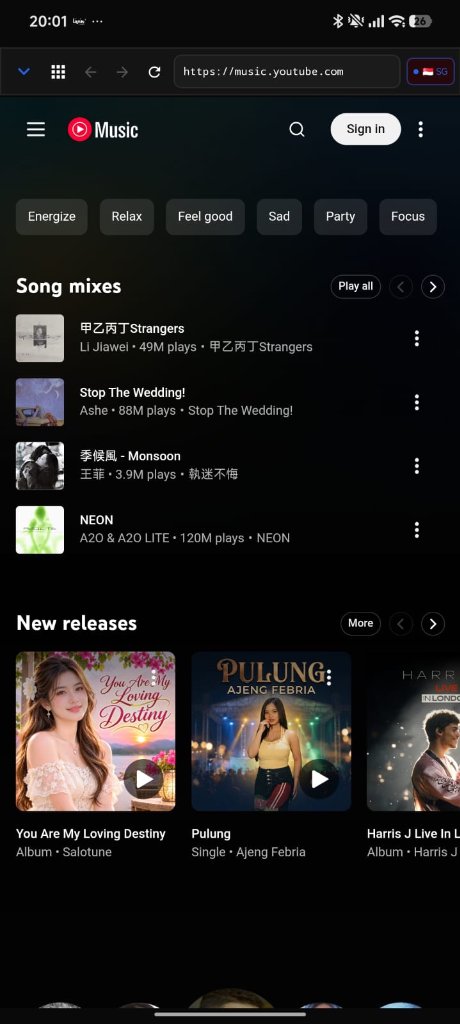 20:01
26
https://music.youtube.com
SG
Music
Sign in
Energize
Relax
Feel good
Sad
Party
Focus
Song mixes
Play all
甲乙丙丁Strangers
Li Jiawei • 49M plays • 甲乙丙丁Strangers
Stop The Wedding!
Ashe • 88M plays • Stop The Wedding!
季候風 - Monsoon
王菲 • 3.9M plays • 執迷不悔
NEON
A2O & A2O LITE • 120M plays • NEON
New releases
More
You Are My
Loving
Destiny
PULUNG
AJENG FEBRIA
HARR
LIVE
IN LONDO
You Are My Loving Destiny
Album • Salotune
Pulung
Single • Ajeng Febria
Harris J Live In L
Album • Harris J